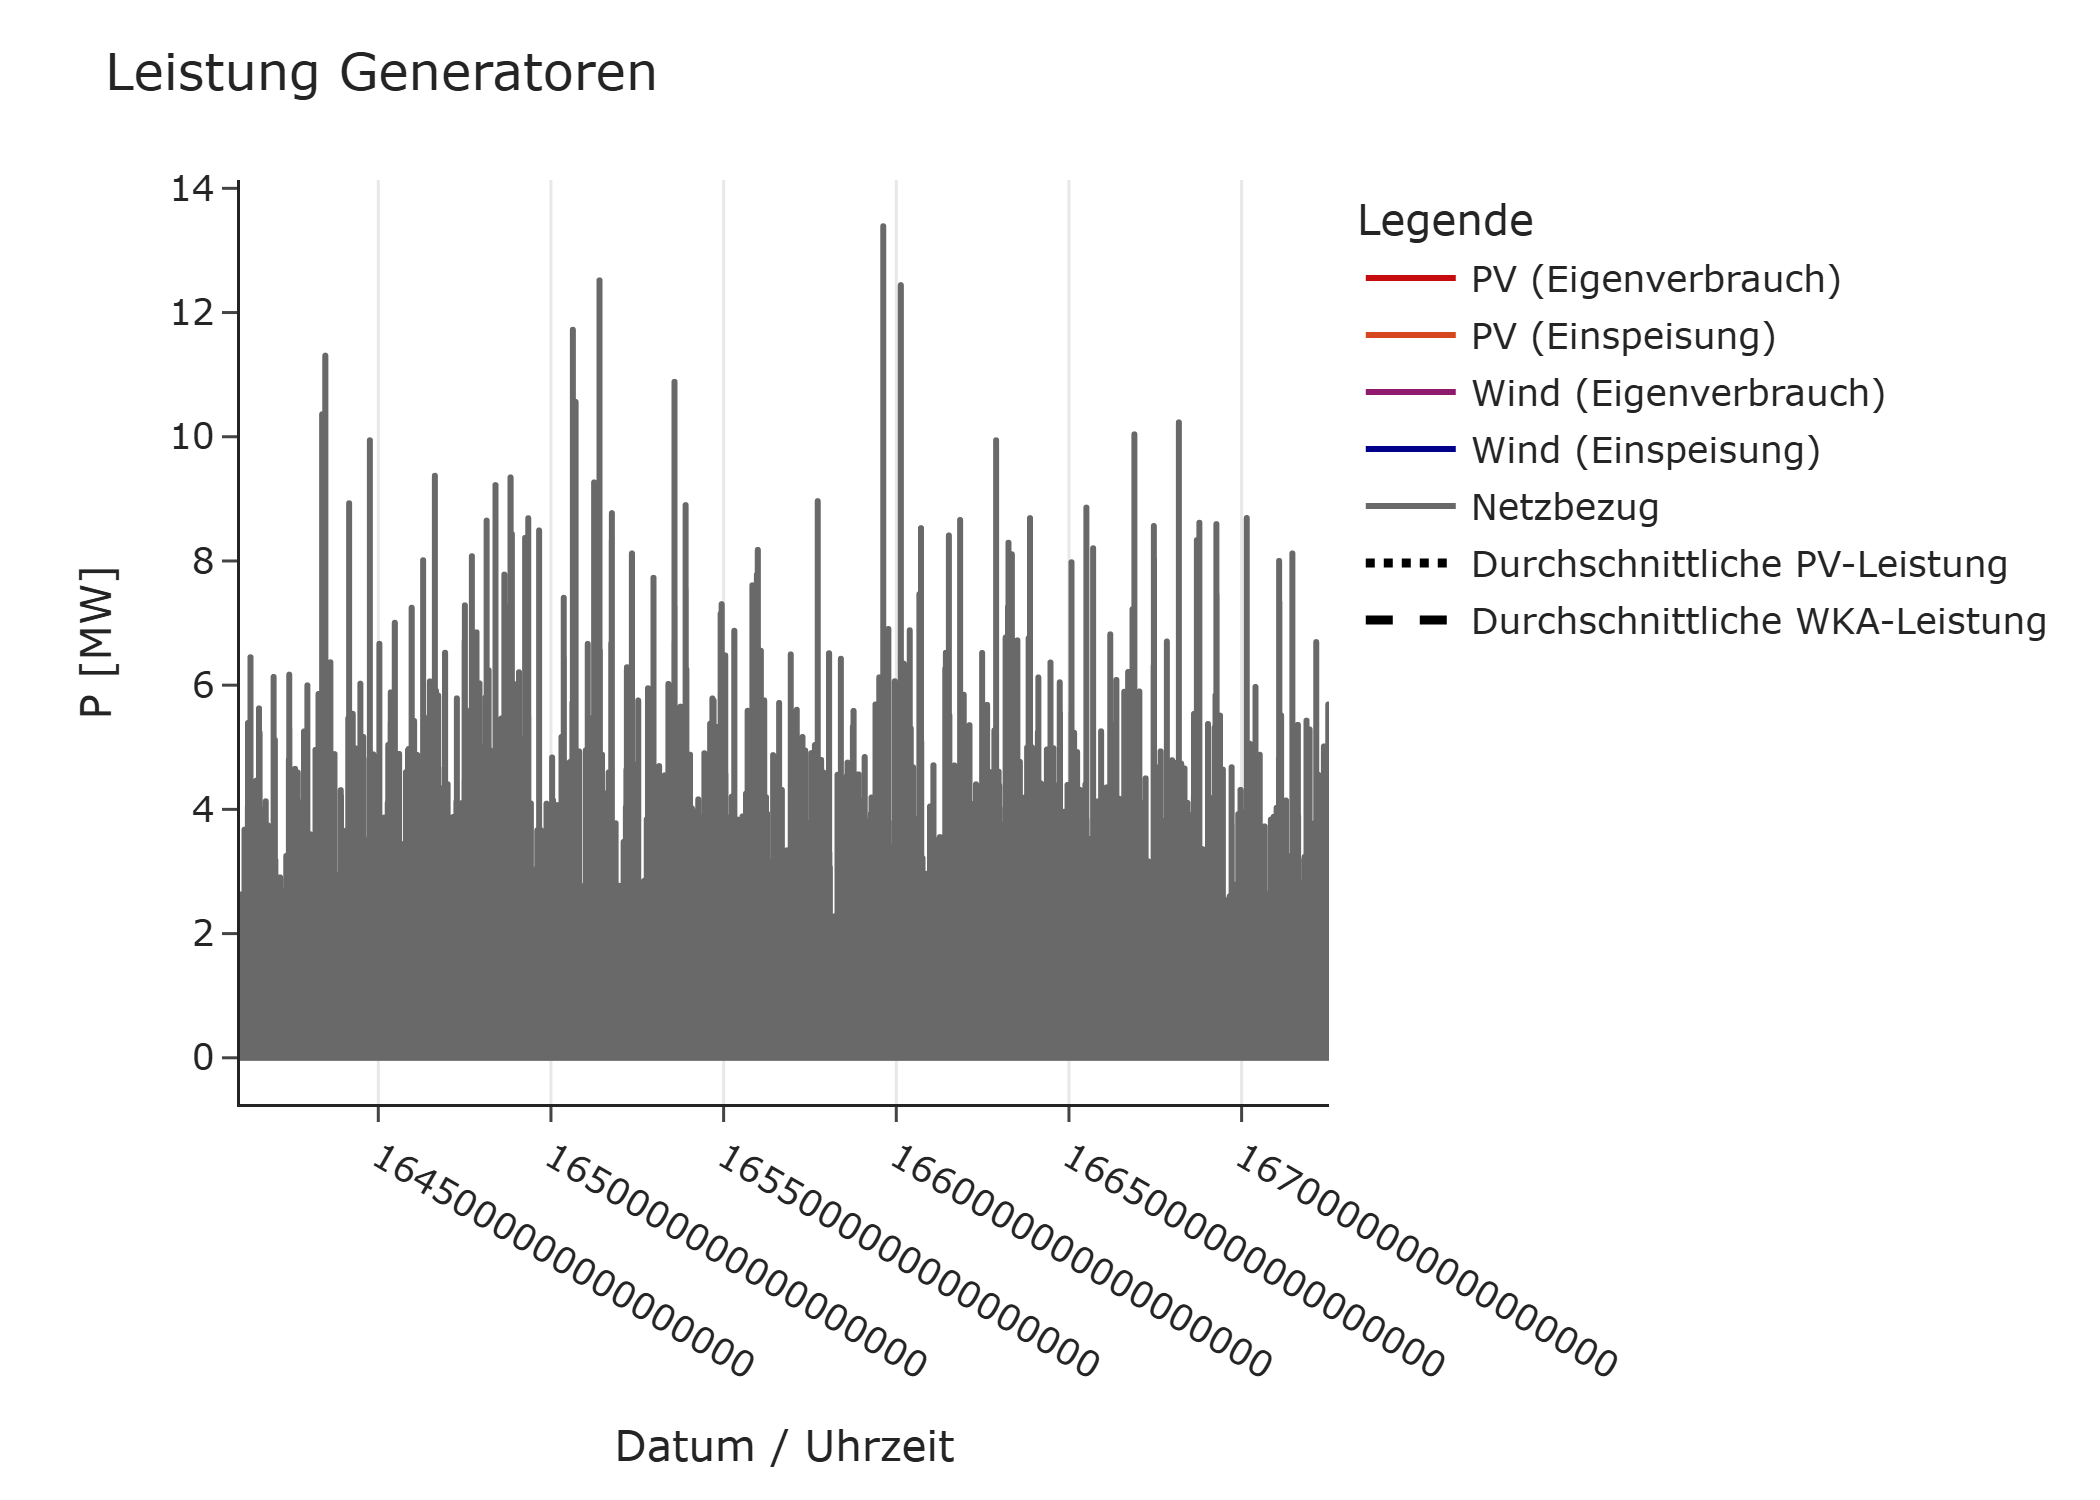 Leistung Generatoren
14
12
10
8
6
4
2
0
P [MW]
Legende
PV (Eigenverbrauch)
PV (Einspeisung)
Wind (Eigenverbrauch)
Wind (Einspeisung)
Netzbezug
Durchschnittliche PV-Leistung
Durchschnittliche WKA-Leistung
1645000000000000000
1650000000000000000
1655000000000000000
1660000000000000000
1665000000000000000
1670000000000000000
Datum / Uhrzeit